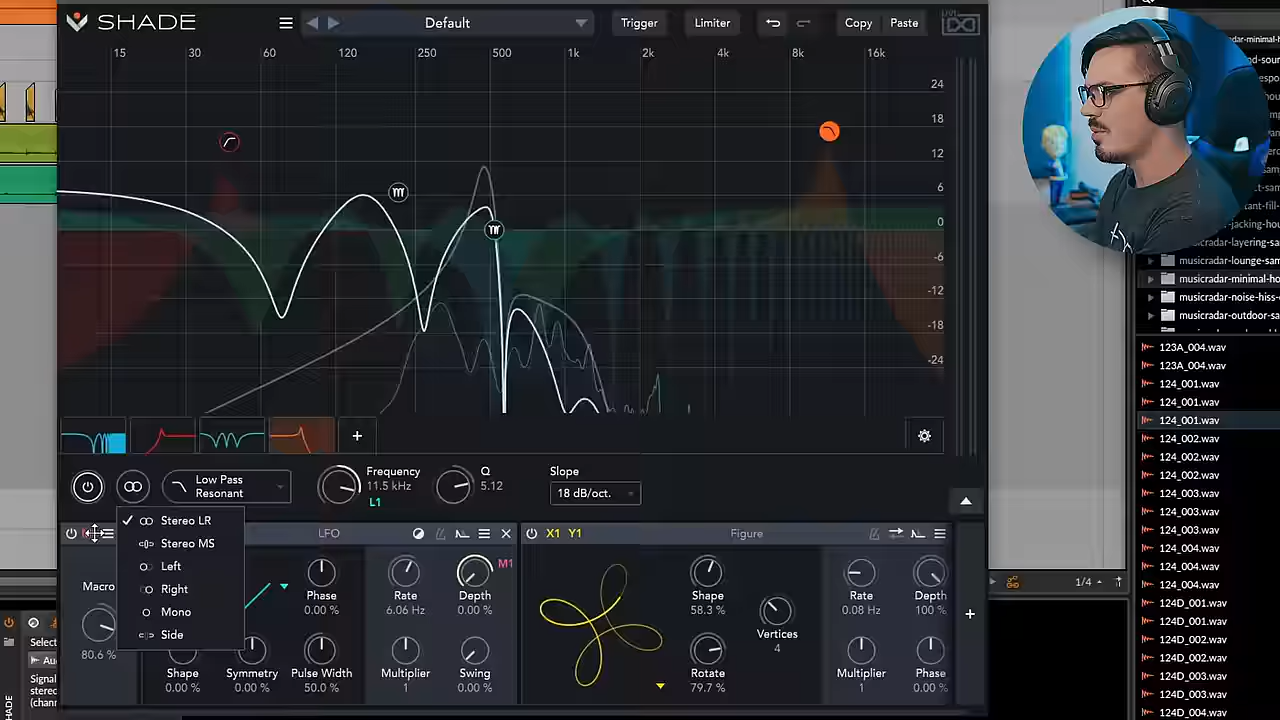 SHADE
Default
Trigger
Limiter
Copy
Paste
15 30 60 120 250 500 1k 2k 4k 8k 16k
24
18
12
6
0
-6
-12
-18
-24
+
Low Pass
Resonant
Frequency
11.5 kHz
L1
Q
5.12
Slope
18 dB/oct.
Stereo LR
Stereo MS
Left
Right
Mono
Side
LFO
X1 Y1
Figure
Macro
80.6 %
Phase
0.00 %
Rate
6.06 Hz
Depth
0.00 %
M1
Shape
0.00 %
Symmetry
0.00 %
Pulse Width
50.0 %
Multiplier
1
Swing
0.00 %
Shape
58.3 %
Rotate
79.7 %
Vertices
4
Rate
0.08 Hz
Depth
100 %
Multiplier
1
Phase
0.00 %
+
1/4
Select
Au
Signal
stereo
(chann
SHADE
musicradar-lounge-sam
musicradar-minimal-ho
musicradar-noise-hiss-
musicradar-outdoor-sa
123A_004.wav
123A_004.wav
124_001.wav
124_001.wav
124_001.wav
124_002.wav
124_002.wav
124_002.wav
124_003.wav
124_003.wav
124_003.wav
124_004.wav
124_004.wav
124_004.wav
124D_001.wav
124D_001.wav
124D_002.wav
124D_002.wav
124D_003.wav
124D_003.wav
124D_004.wav